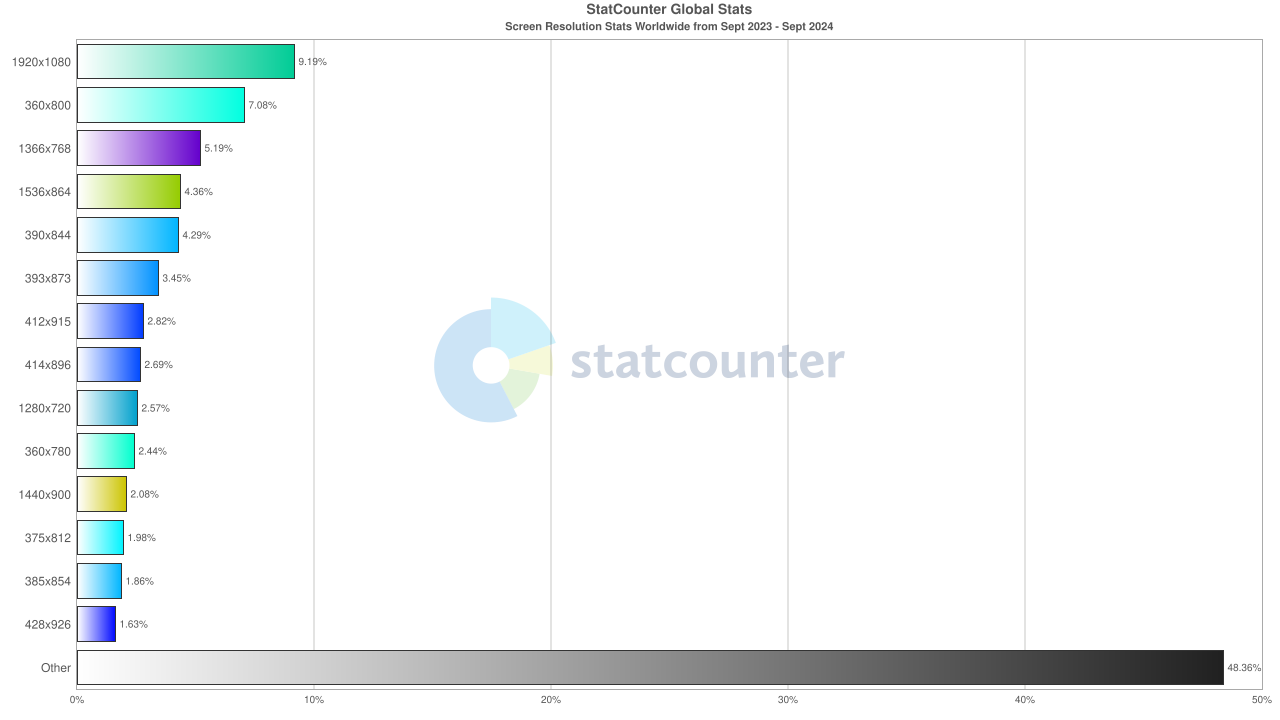 StatCounter Global Stats
Screen Resolution Stats Worldwide from Sept 2023 - Sept 2024
1920x1080 9.19%
360x800 7.08%
1366x768 5.19%
1536x864 4.36%
390x844 4.29%
393x873 3.45%
412x915 2.82%
414x896 2.69%
statcounter
1280x720 2.57%
360x780 2.44%
1440x900 2.08%
375x812 1.98%
385x854 1.86%
428x926 1.63%
Other 48.36%
0% 10% 20% 30% 40% 50%